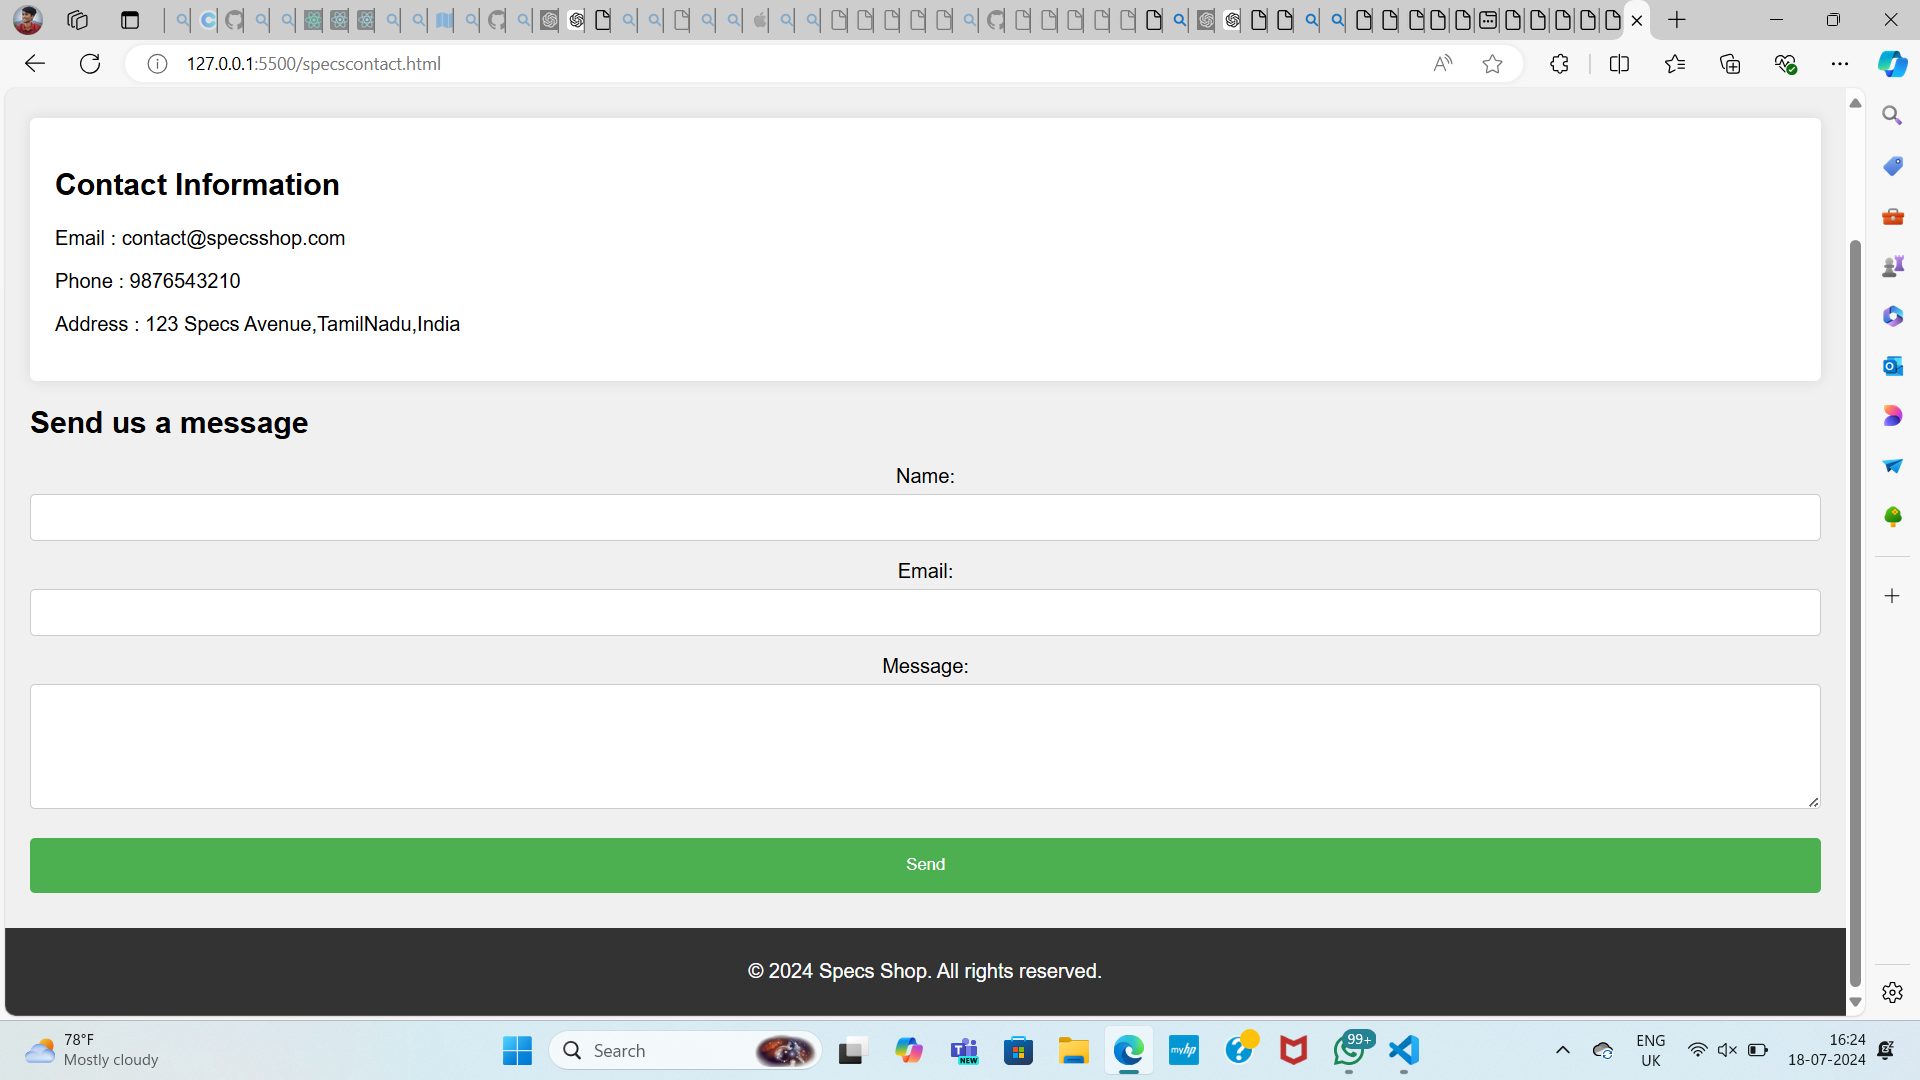 127.0.0.1:5500/specscontact.html
Contact Information
Email : contact@specsshop.com
Phone : 9876543210
Address : 123 Specs Avenue,TamilNadu,India
Send us a message
Name:
Email:
Message:
Send
© 2024 Specs Shop. All rights reserved.
78°F
Mostly cloudy
Search
NEW
myhp
99+
ENG
UK
16:24
18-07-2024